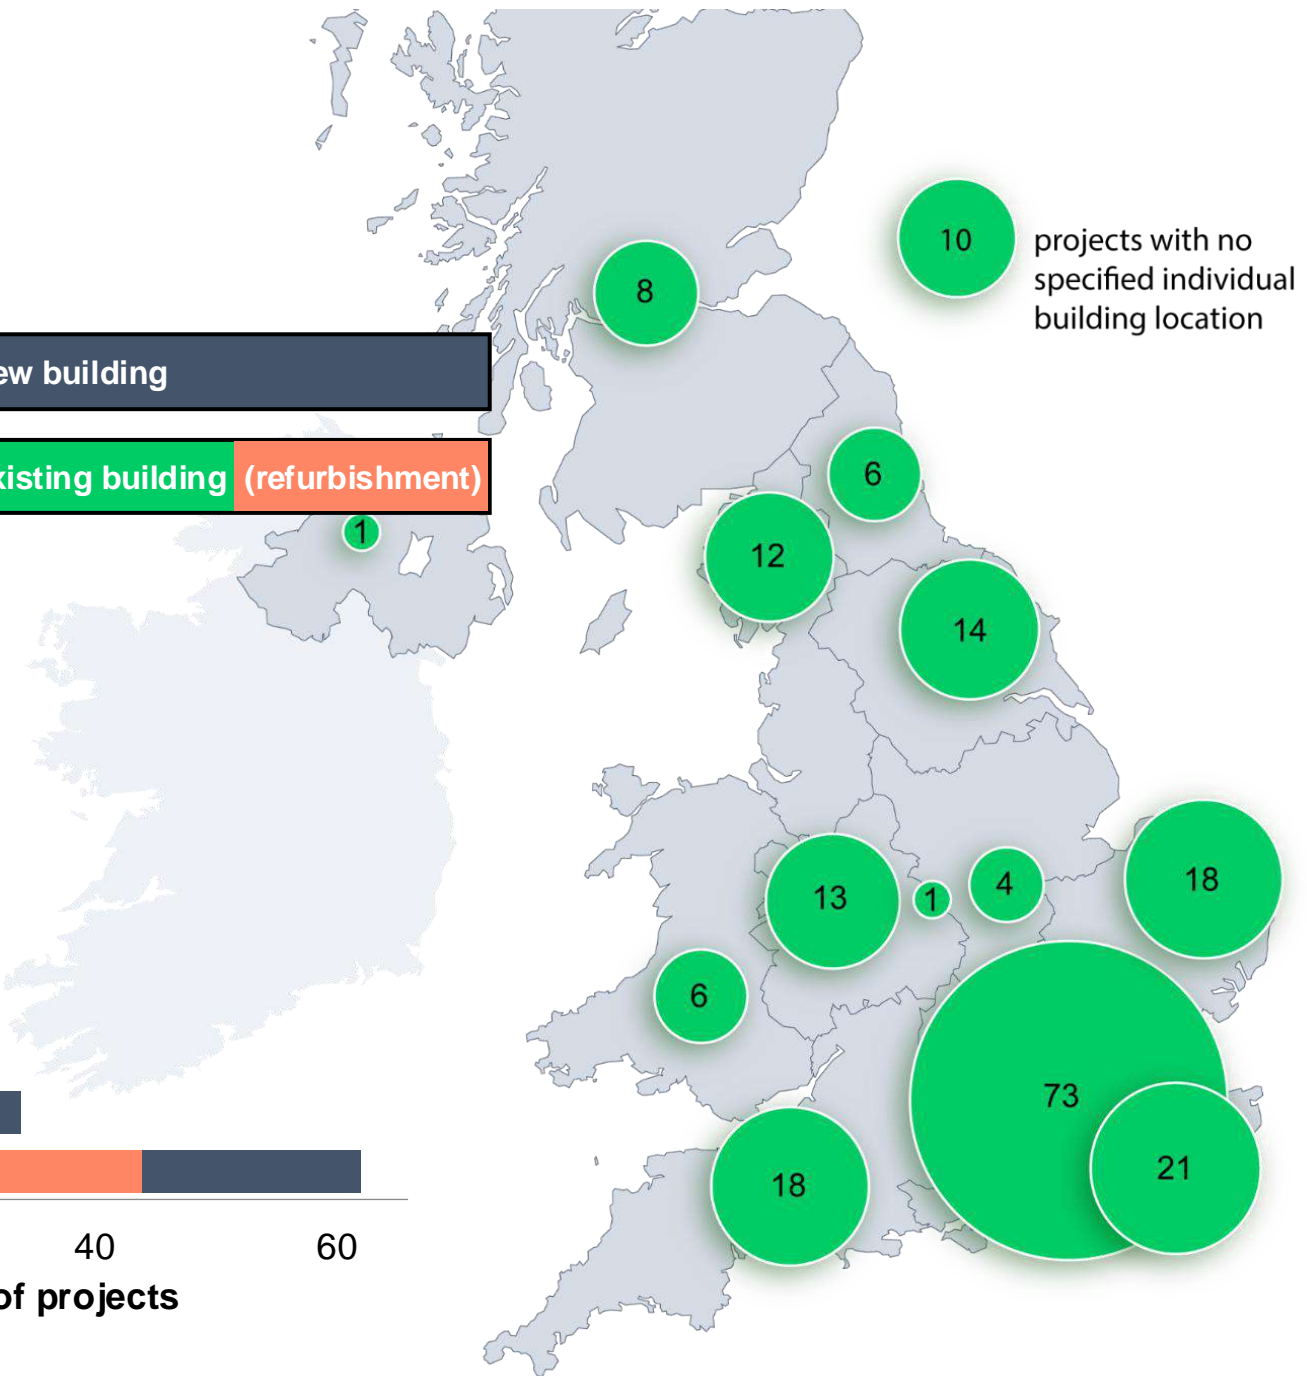 10
projects with no
specified individual
building location
8
ew building
xisting building (refurbishment)
6
1
12
14
18
4
13
1
6
73
21
18
40 60
of projects